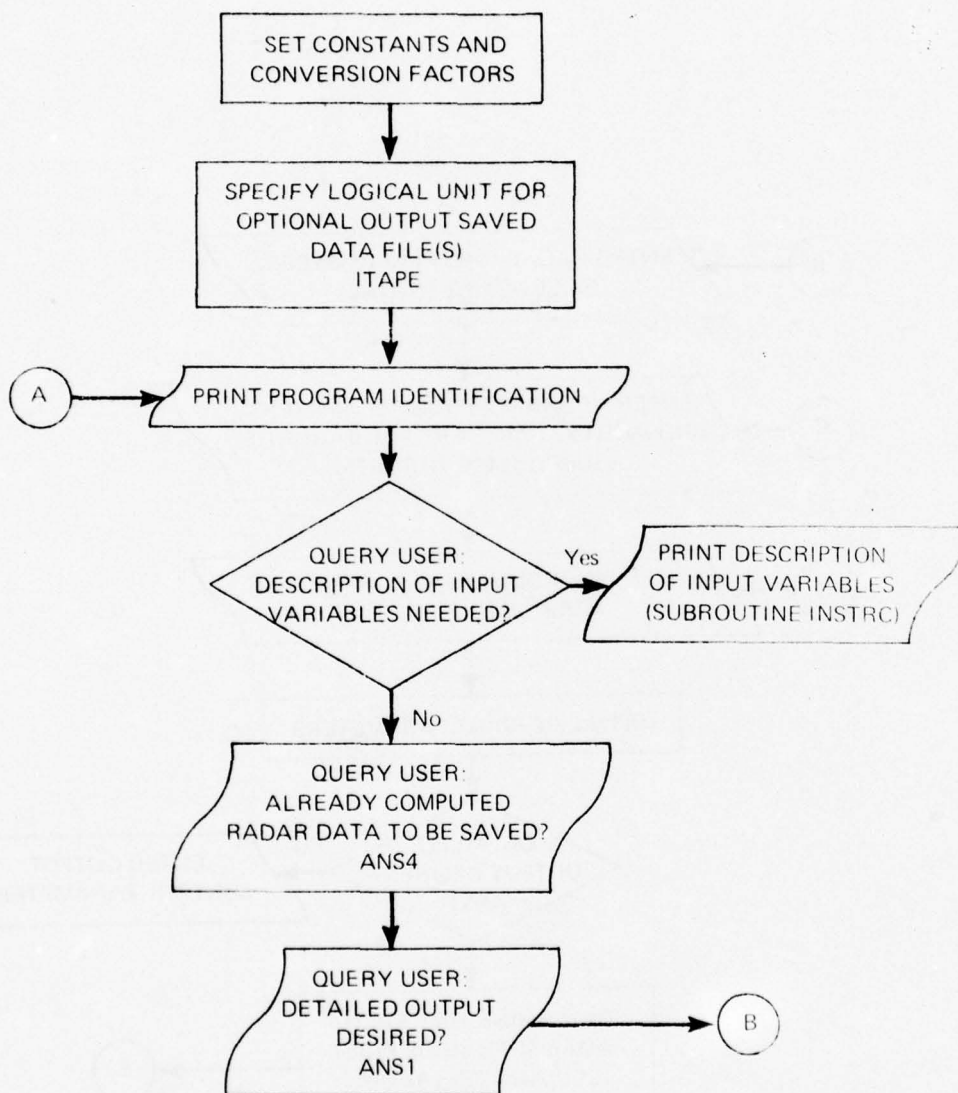 SET CONSTANTS AND
CONVERSION FACTORS
SPECIFY LOGICAL UNIT FOR
OPTIONAL OUTPUT SAVED
DATA FILE(S)
ITAPE
A
PRINT PROGRAM IDENTIFICATION
QUERY USER:
DESCRIPTION OF INPUT
VARIABLES NEEDED?
Yes
PRINT DESCRIPTION
OF INPUT VARIABLES
(SUBROUTINE INSTRC)
No
QUERY USER:
ALREADY COMPUTED
RADAR DATA TO BE SAVED?
ANS4
QUERY USER:
DETAILED OUTPUT
DESIRED?
ANS1
B